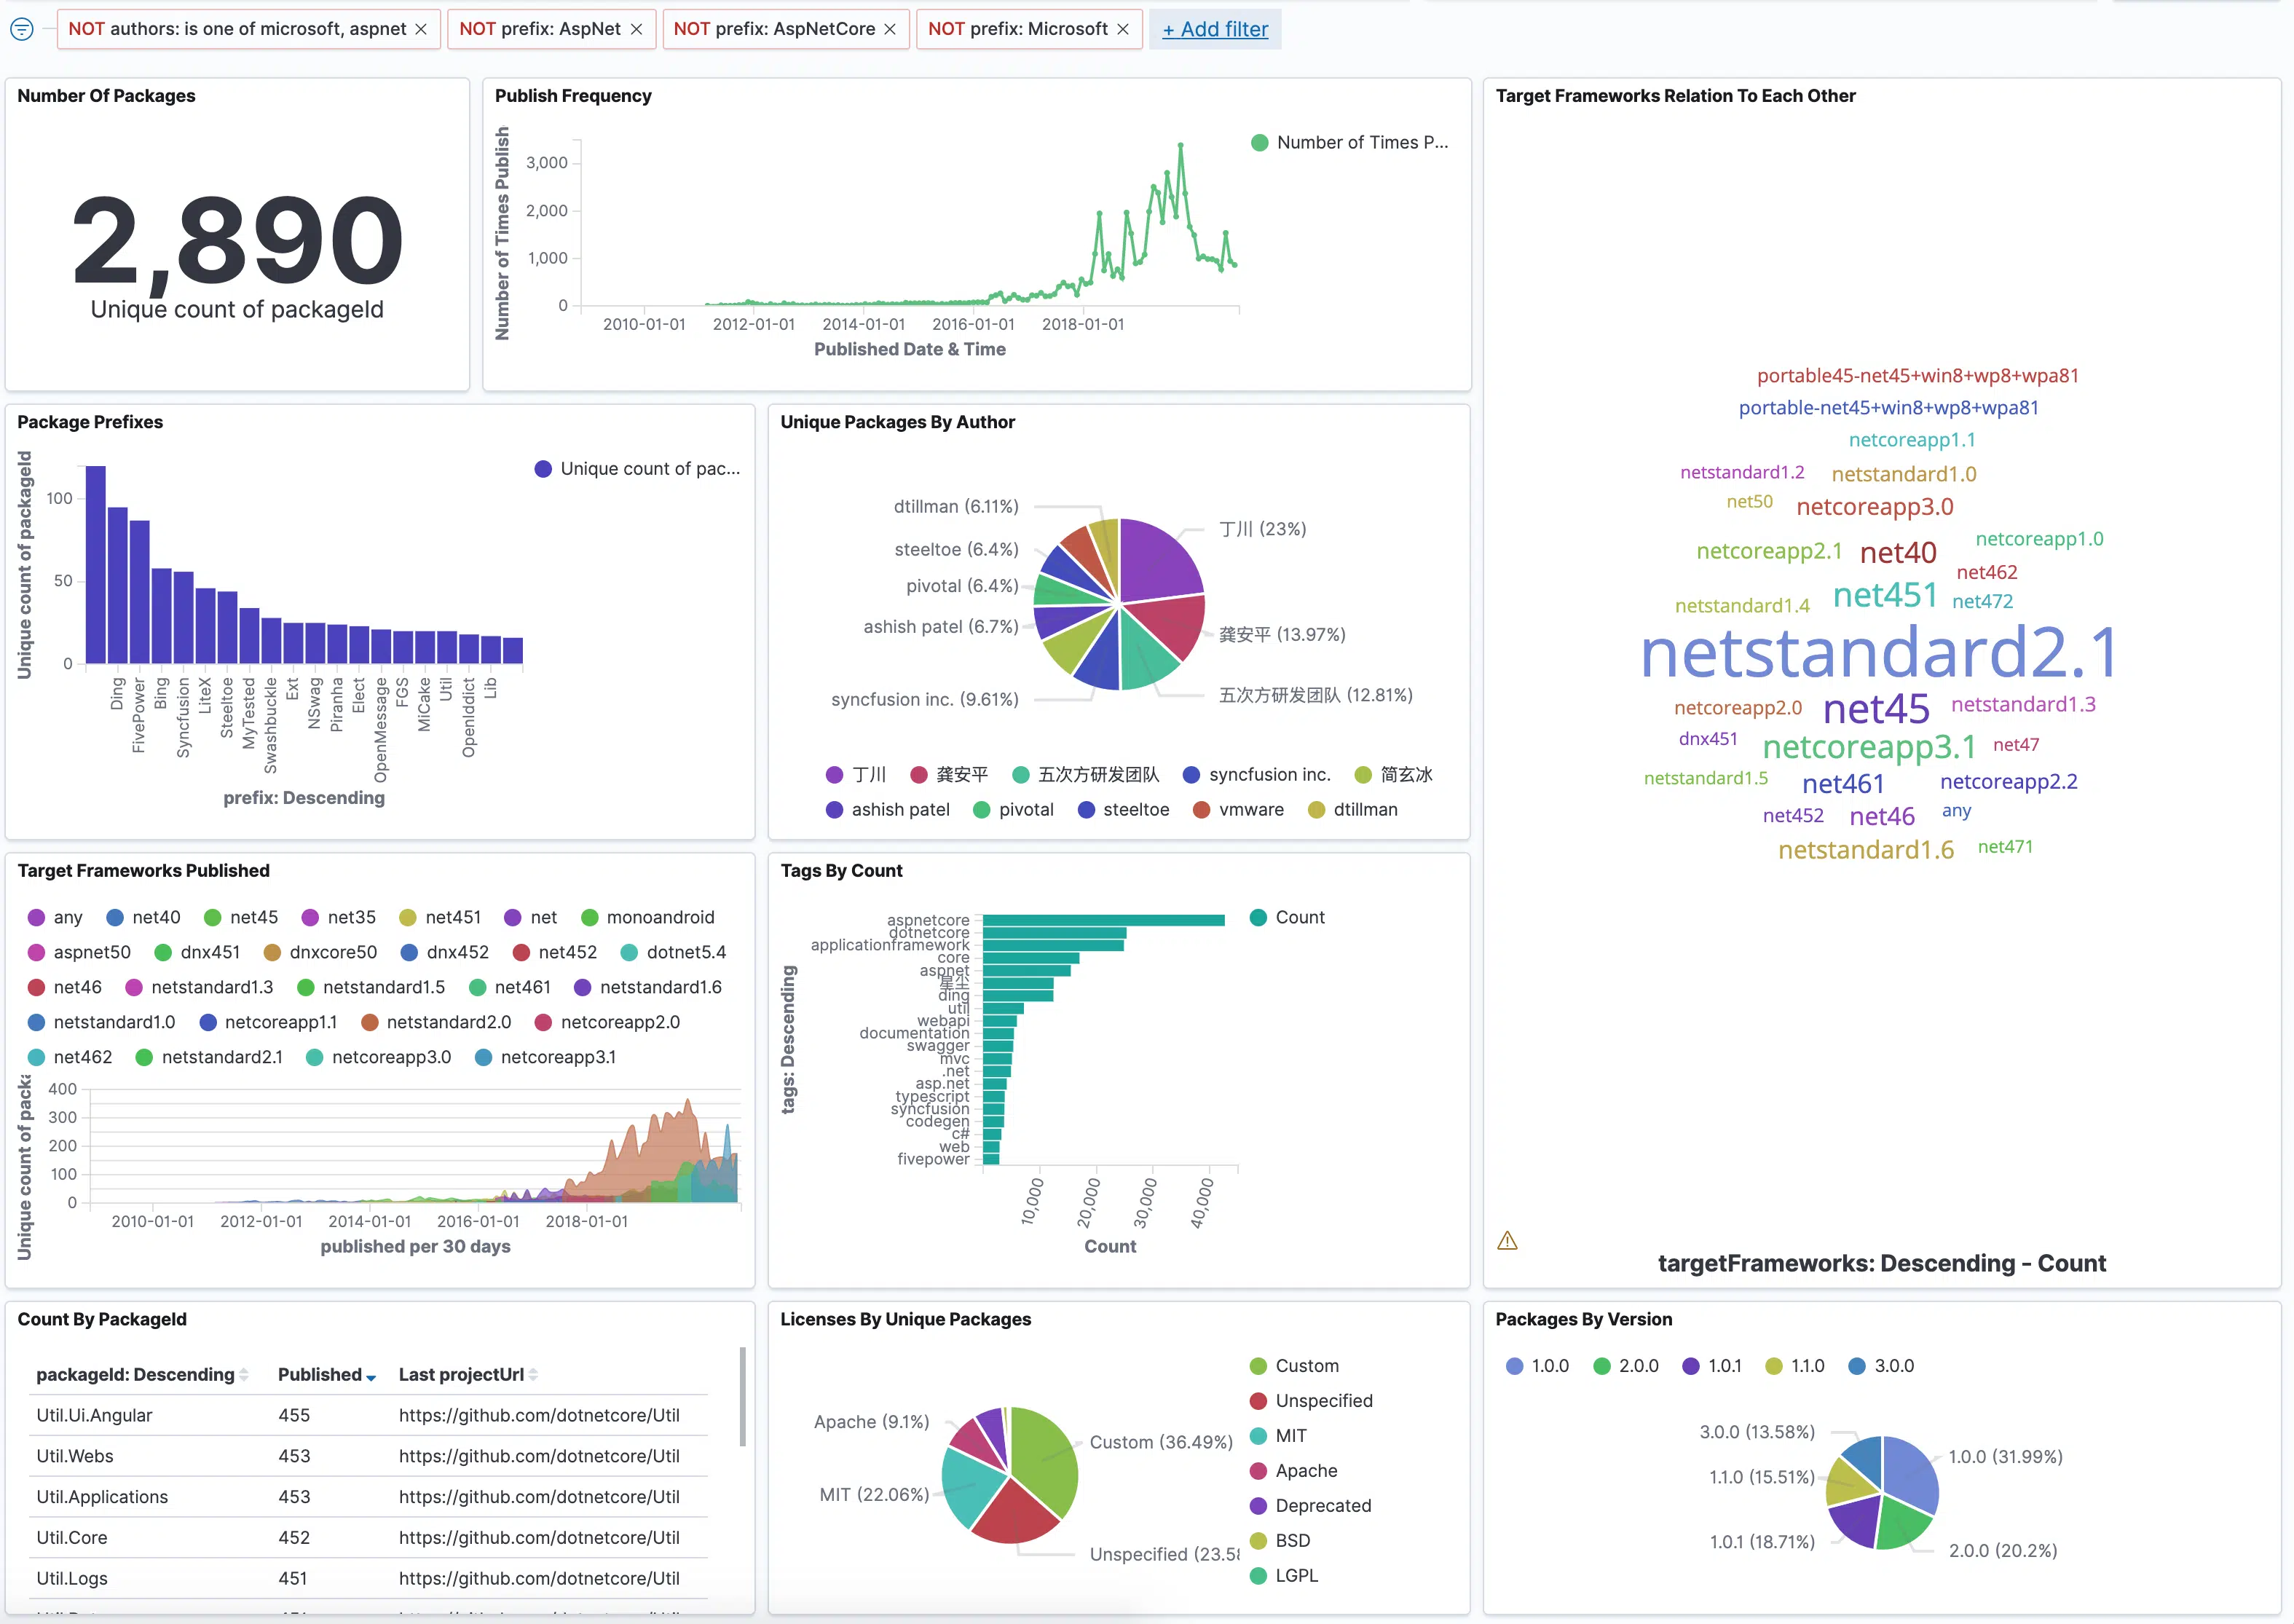 NOT authors: is one of microsoft, aspnet ×
NOT prefix: AspNet ×
NOT prefix: AspNetCore ×
NOT prefix: Microsoft ×
+ Add filter
Number Of Packages
2,890
Unique count of packageId
Publish Frequency
Number of Times Publish
3,000
2,000
1,000
0
2010-01-01
2012-01-01
2014-01-01
2016-01-01
2018-01-01
Published Date & Time
Number of Times P...
Target Frameworks Relation To Each Other
portable45-net45+win8+wp8+wpa81
portable-net45+win8+wp8+wpa81
netcoreapp1.1
netstandard1.2 netstandard1.0
net50 netcoreapp3.0
netcoreapp2.1 net40 netcoreapp1.0
net462
netstandard1.4 net451 net472
netstandard2.1
netcoreapp2.0 net45 netstandard1.3
dnx451 netcoreapp3.1 net47
netstandard1.5 net461 netcoreapp2.2
net452 net46 any
netstandard1.6 net471
targetFrameworks: Descending - Count
Package Prefixes
Unique count of packageId
100
50
0
Ding
FivePower
Bing
Syncfusion
LiteX
Steeltoe
MyTested
Swashbuckle
Ext
NSwag
Piranha
Elect
OpenMessage
FGS
MiCake
Util
OpenIddict
Lib
prefix: Descending
Unique count of pac...
Unique Packages By Author
dtillman (6.11%)
steeltoe (6.4%)
pivotal (6.4%)
ashish patel (6.7%)
syncfusion inc. (9.61%)
丁川 (23%)
龚安平 (13.97%)
五次方研发团队 (12.81%)
丁川 龚安平 五次方研发团队 syncfusion inc. 简玄冰
ashish patel pivotal steeltoe vmware dtillman
Target Frameworks Published
any net40 net45 net35 net451 net monoandroid
aspnet50 dnx451 dnxcore50 dnx452 net452 dotnet5.4
net46 netstandard1.3 netstandard1.5 net461 netstandard1.6
netstandard1.0 netcoreapp1.1 netstandard2.0 netcoreapp2.0
net462 netstandard2.1 netcoreapp3.0 netcoreapp3.1
Unique count of packa
400
300
200
100
0
2010-01-01
2012-01-01
2014-01-01
2016-01-01
2018-01-01
published per 30 days
Tags By Count
tags: Descending
aspnetcore
dotnetcore
applicationframework
core
aspnet
星尘
ding
util
webapi
documentation
swagger
mvc
.net
asp.net
typescript
syncfusion
codegen
c#
web
fivepower
10,000
20,000
30,000
40,000
Count
Count
Count By PackageId
packageId: Descending Published Last projectUrl
Util.Ui.Angular 455 https://github.com/dotnetcore/Util
Util.Webs 453 https://github.com/dotnetcore/Util
Util.Applications 453 https://github.com/dotnetcore/Util
Util.Core 452 https://github.com/dotnetcore/Util
Util.Logs 451 https://github.com/dotnetcore/Util
Licenses By Unique Packages
Apache (9.1%)
MIT (22.06%)
Custom (36.49%)
Unspecified (23.58
Custom
Unspecified
MIT
Apache
Deprecated
BSD
LGPL
Packages By Version
1.0.0 2.0.0 1.0.1 1.1.0 3.0.0
3.0.0 (13.58%)
1.1.0 (15.51%)
1.0.1 (18.71%)
1.0.0 (31.99%)
2.0.0 (20.2%)